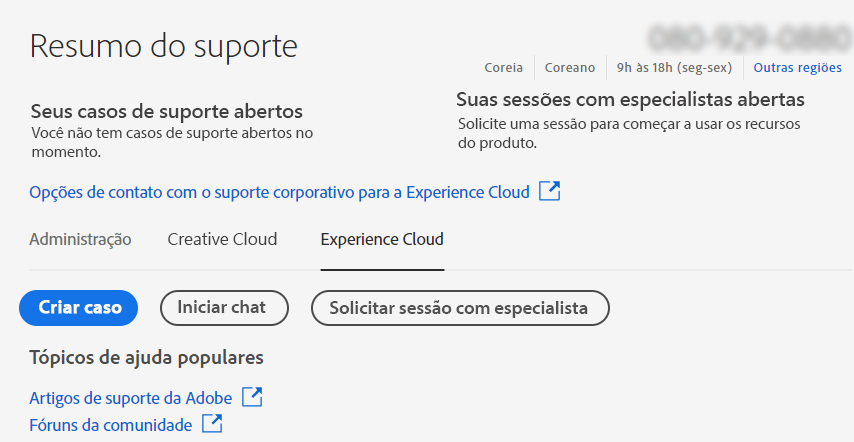 Resumo do suporte
Coreia
Coreano
9h às 18h (seg-sex)
Outras regiões
Seus casos de suporte abertos
Você não tem casos de suporte abertos no
momento.
Suas sessões com especialistas abertas
Solicite uma sessão para começar a usar os recursos
do produto.
Opções de contato com o suporte corporativo para a Experience Cloud
Administração
Creative Cloud
Experience Cloud
Criar caso
Iniciar chat
Solicitar sessão com especialista
Tópicos de ajuda populares
Artigos de suporte da Adobe
Fóruns da comunidade